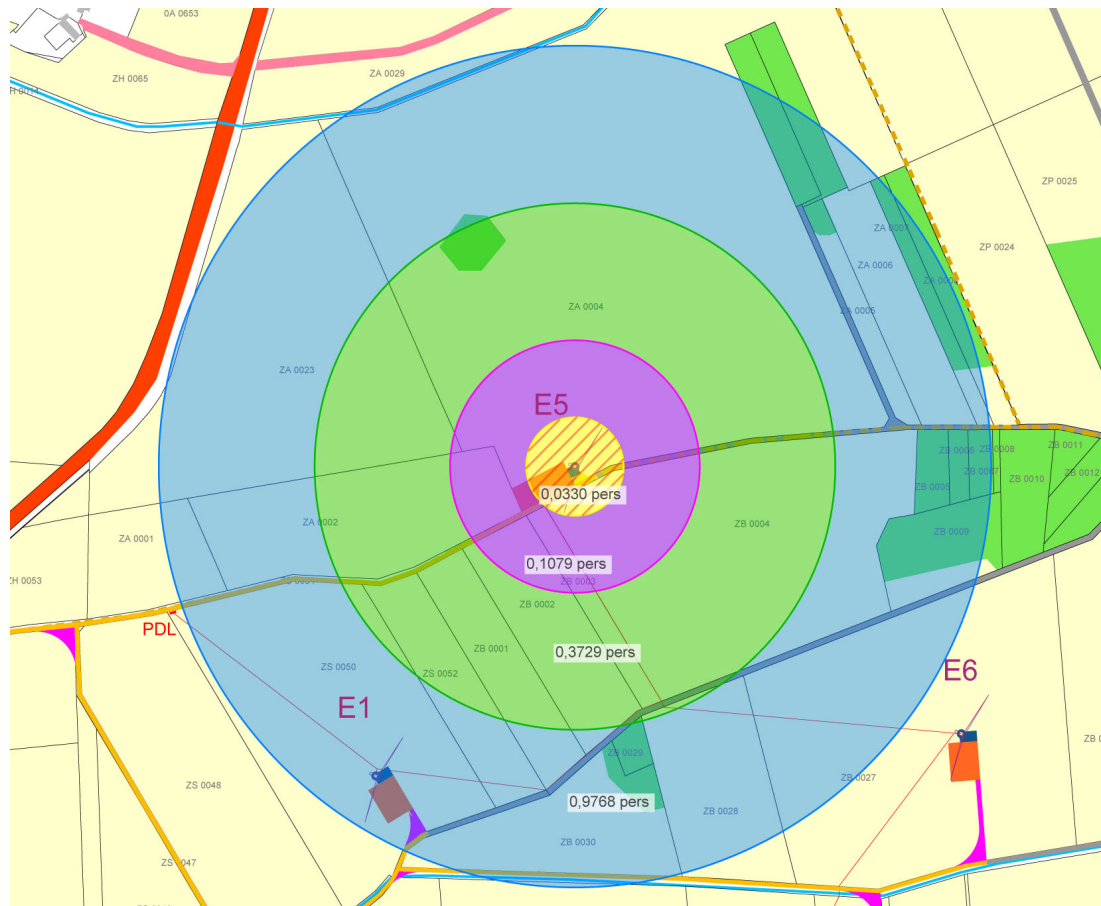 0A 0653
ZH 0065
ZA 0029
ZP 0025
ZP 0024
ZA 0007
ZA 0006
ZA 0005
ZA 0004
ZA 0023
E5
0,0330 pers
ZB 0004
ZB 0006
ZB 0008
ZB 0007
ZB 0005
ZB 0011
ZB 0012
ZB 0010
ZB 0009
ZA 0002
ZA 0001
ZH 0053
0,1079 pers
ZB 0003
ZB 0002
PDL
ZB 0001
0,3729 pers
ZS 0050
ZS 0052
E1
E6
ZB 0029
ZB 0027
ZS 0048
0,9768 pers
ZB 0028
ZB 0030